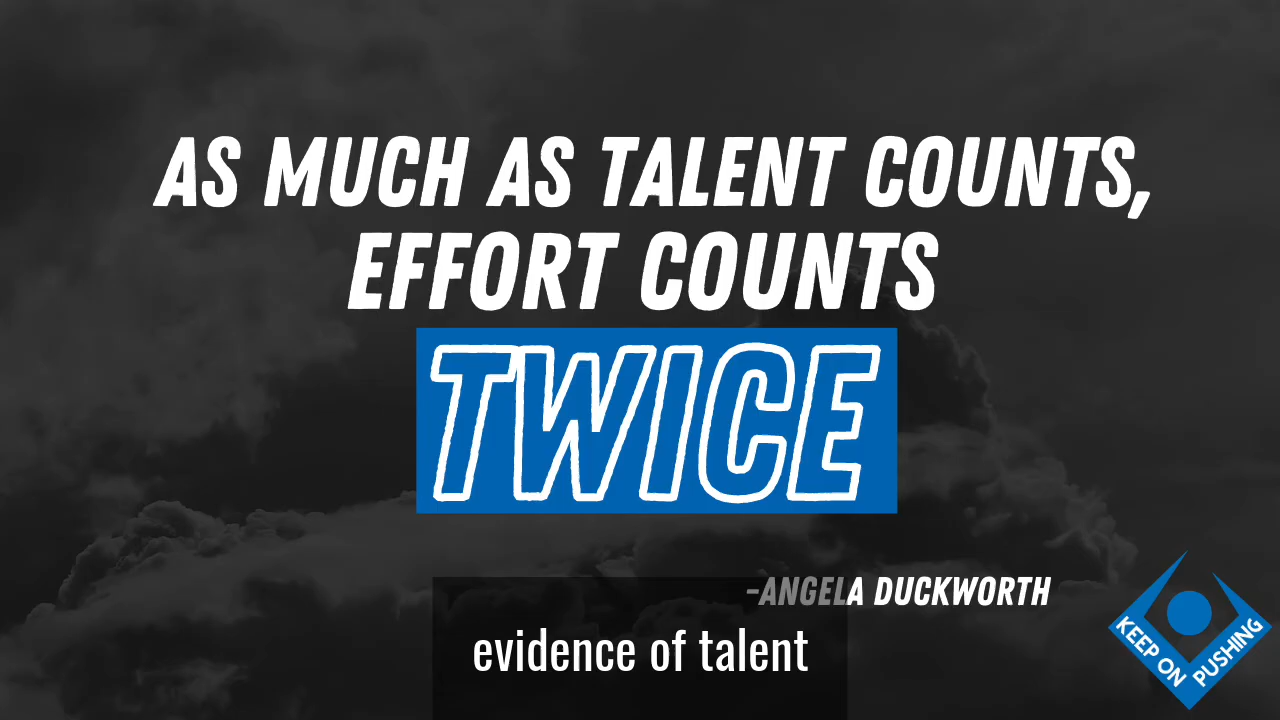 AS MUCH AS TALENT COUNTS,
EFFORT COUNTS
TWICE
-ANGELA DUCKWORTH
evidence of talent
KEEP ON PUSHING